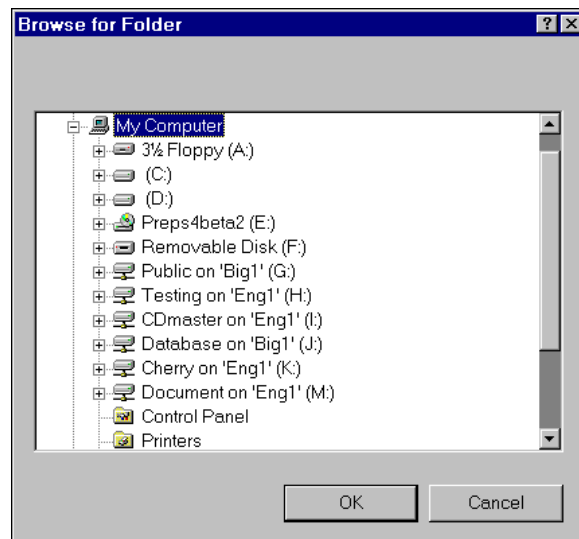 Browse for Folder
My Computer
3½ Floppy (A:)
(C:)
(D:)
Preps4beta2 (E:)
Removable Disk (F:)
Public on 'Big1' (G:)
Testing on 'Eng1' (H:)
CDmaster on 'Eng1' (I:)
Database on 'Big1' (J:)
Cherry on 'Eng1' (K:)
Document on 'Eng1' (M:)
Control Panel
Printers
OK Cancel